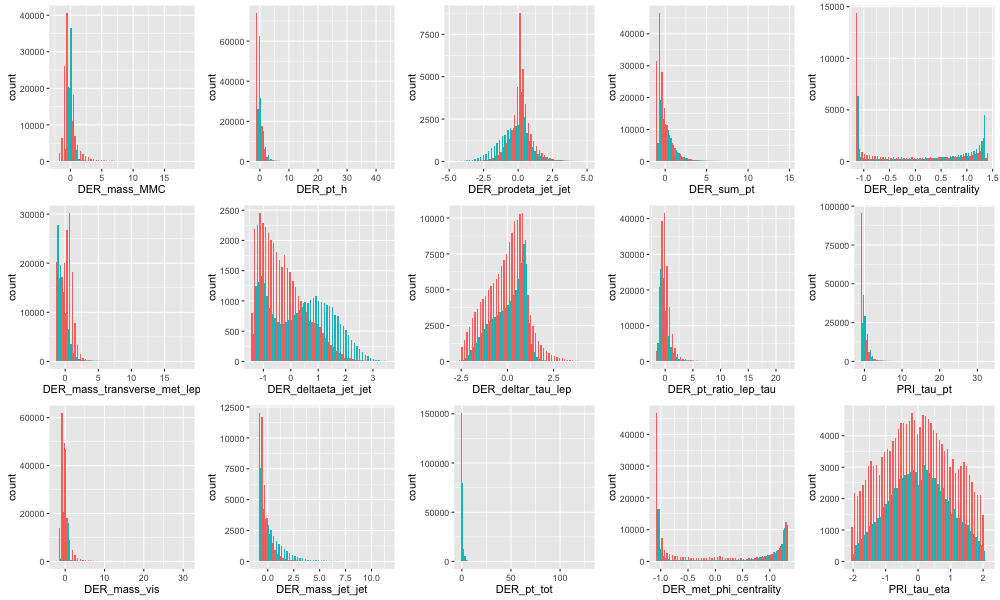 count
40000
30000
20000
10000
0
0 5 10 15
DER_mass_MMC
count
60000
40000
20000
0
0 10 20 30 40
DER_pt_h
count
7500
5000
2500
0
-5.0 -2.5 0.0 2.5 5.0
DER_prodeta_jet_jet
count
40000
30000
20000
10000
0
0 5 10 15
DER_sum_pt
count
15000
10000
5000
0
-1.0 -0.5 0.0 0.5 1.0 1.5
DER_lep_eta_centrality
count
30000
20000
10000
0
0 5 10 15
DER_mass_transverse_met_lep
count
2500
2000
1500
1000
500
0
-1 0 1 2 3
DER_deltaeta_jet_jet
count
10000
7500
5000
2500
0
-2.5 0.0 2.5
DER_deltar_tau_lep
count
40000
30000
20000
10000
0
0 5 10 15 20
DER_pt_ratio_lep_tau
count
100000
75000
50000
25000
0
0 10 20 30
PRI_tau_pt
count
60000
40000
20000
0
0 10 20 30
DER_mass_vis
count
12500
10000
7500
5000
2500
0
0.0 2.5 5.0 7.5 10.0
DER_mass_jet_jet
count
150000
100000
50000
0
0 50 100
DER_pt_tot
count
40000
30000
20000
10000
0
-1.0 -0.5 0.0 0.5 1.0
DER_met_phi_centrality
count
4000
3000
2000
1000
0
-2 -1 0 1 2
PRI_tau_eta